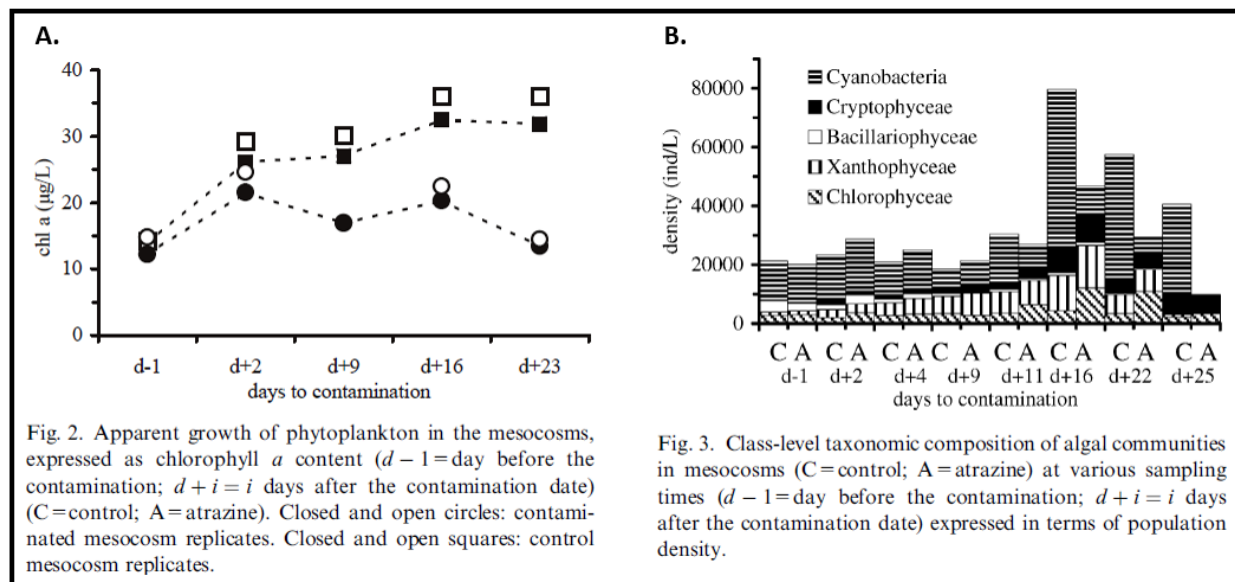 A.
40
30
20
10
0
chl a (µg/L)
d-1 d+2 d+9 d+16 d+23
days to contamination
Fig. 2. Apparent growth of phytoplankton in the mesocosms,
expressed as chlorophyll a content (d − 1 = day before the
contamination; d + i = i days after the contamination date)
(C = control; A = atrazine). Closed and open circles: contami-
nated mesocosm replicates. Closed and open squares: control
mesocosm replicates.
B.
80000
60000
40000
20000
0
density (ind/L)
Cyanobacteria
Cryptophyceae
Bacillariophyceae
Xanthophyceae
Chlorophyceae
C A C A C A C A C A C A C A C A
d-1 d+2 d+4 d+9 d+11 d+16 d+22 d+25
days to contamination
Fig. 3. Class-level taxonomic composition of algal communities
in mesocosms (C = control; A = atrazine) at various sampling
times (d − 1 = day before the contamination; d + i = i days
after the contamination date) expressed in terms of population
density.